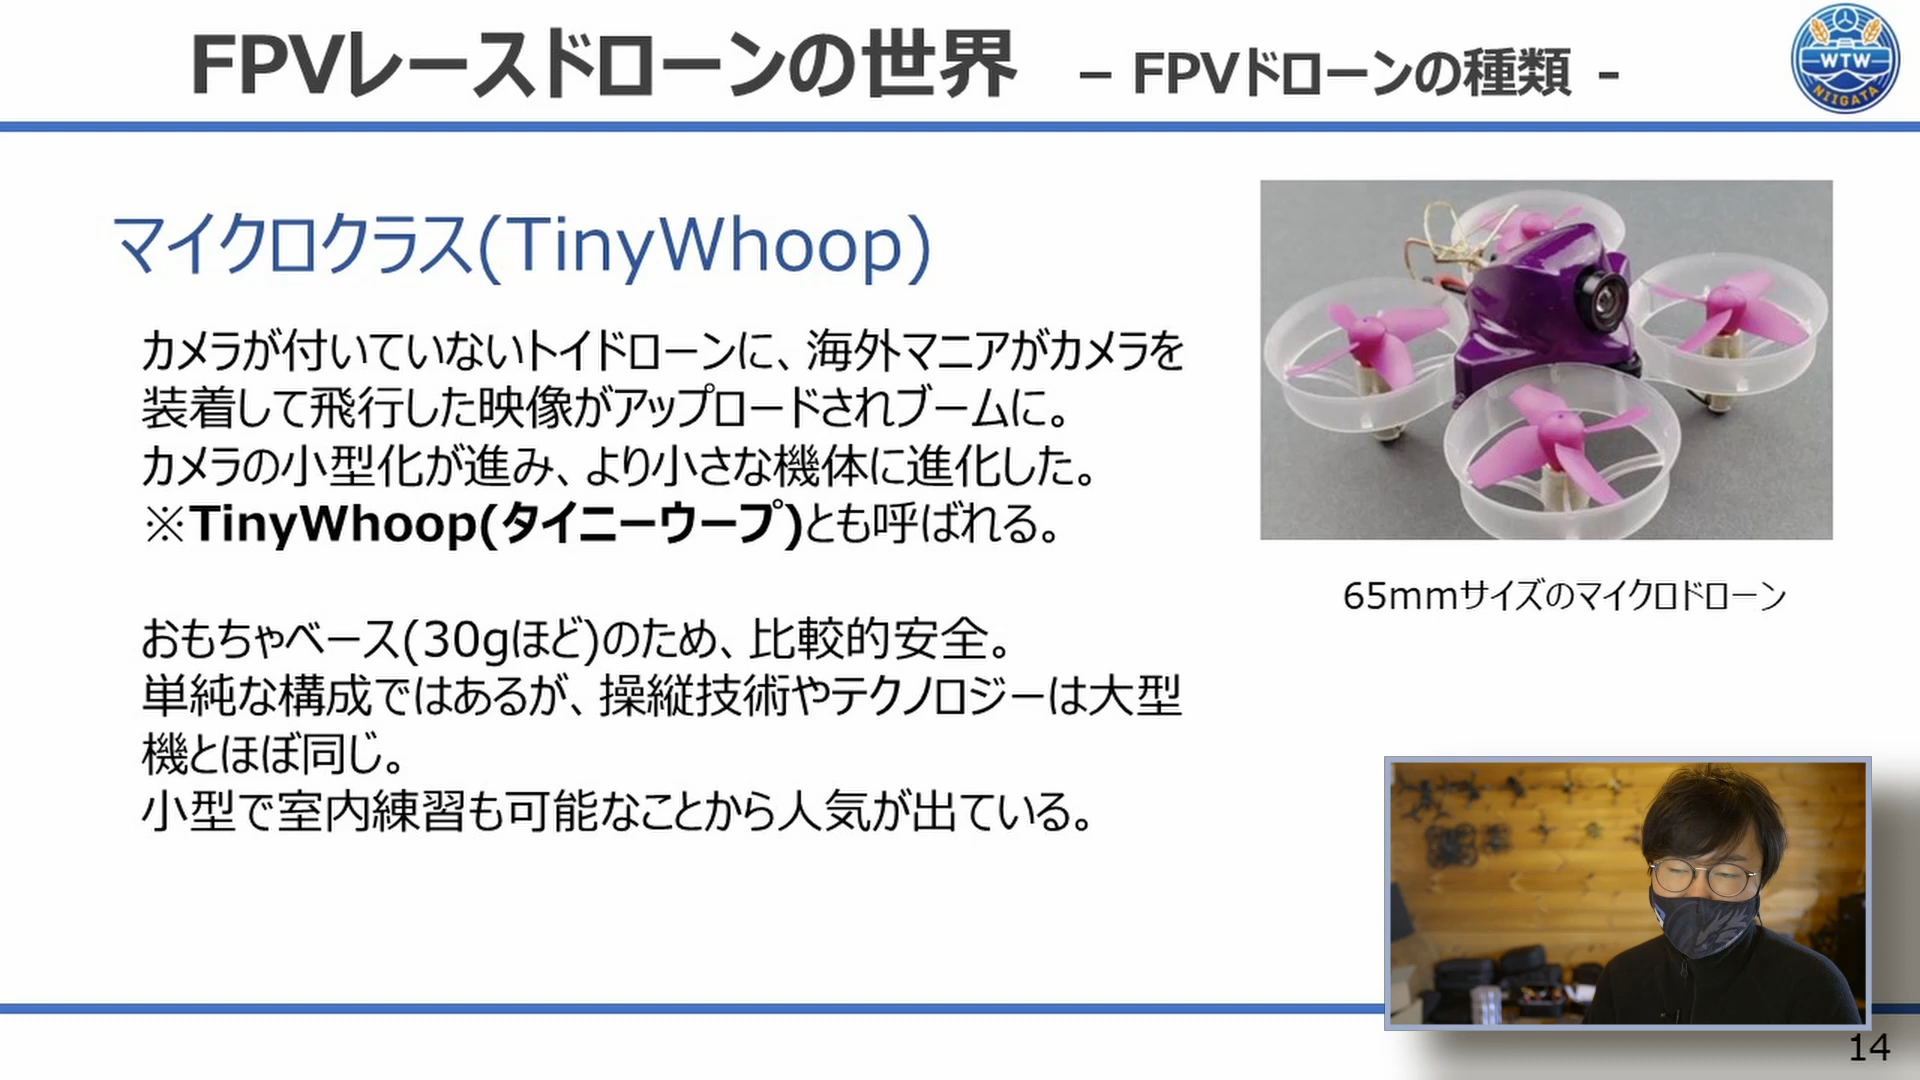 FPVレースドローンの世界 – FPVドローンの種類 -
WTW
NIIGATA
マイクロクラス(TinyWhoop)
カメラが付いていないトイドローンに、海外マニアがカメラを
装着して飛行した映像がアップロードされブームに。
カメラの小型化が進み、より小さな機体に進化した。
※TinyWhoop(タイニーウープ)とも呼ばれる。
65mmサイズのマイクロドローン
おもちゃベース(30gほど)のため、比較的安全。
単純な構成ではあるが、操縦技術やテクノロジーは大型
機とほぼ同じ。
小型で室内練習も可能なことから人気が出ている。
14